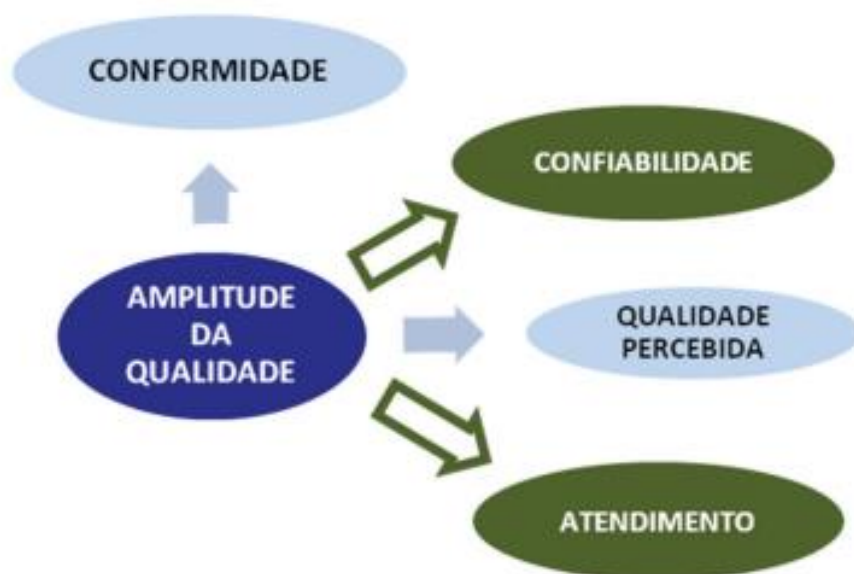 CONFORMIDADE
CONFIABILIDADE
AMPLITUDE
DA
QUALIDADE
QUALIDADE
PERCEBIDA
ATENDIMENTO